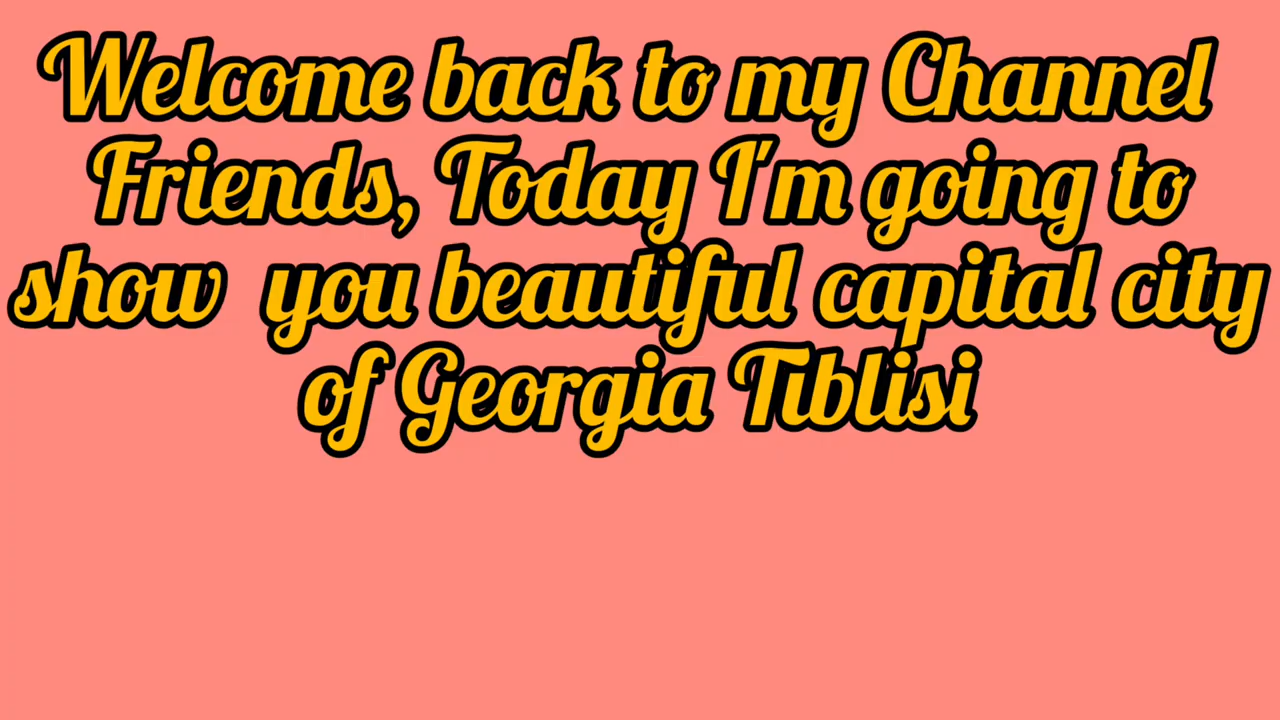 Welcome back to my Channel
Friends, Today I'm going to
show  you beautiful capital city
of Georgia Tiblisi